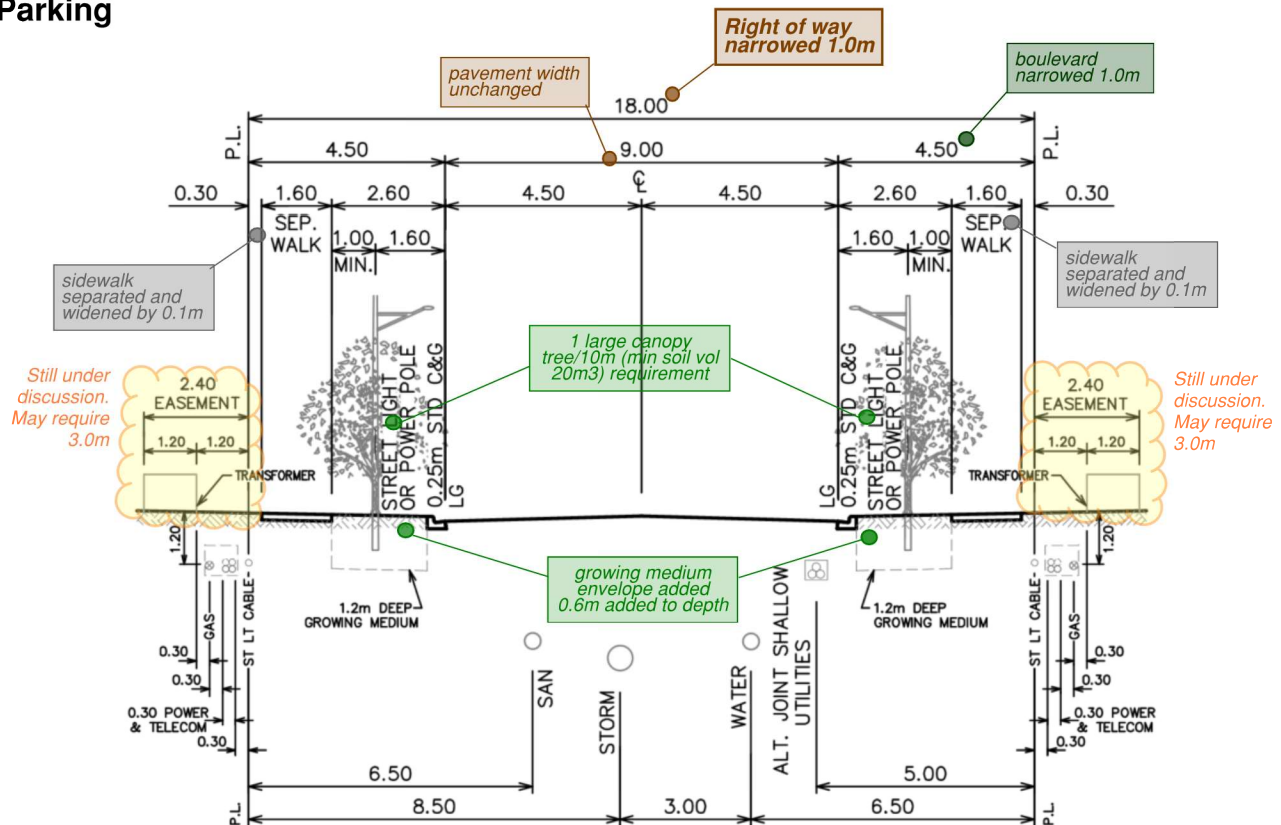 Parking
Right of way
narrowed 1.0m
pavement width
unchanged
boulevard
narrowed 1.0m
18.00
P.L.
P.L.
4.50
9.00
4.50
℄
0.30
1.60
2.60
4.50
4.50
2.60
1.60
0.30
SEP.
WALK
SEP.
WALK
1.00
1.60
MIN.
1.60
1.00
MIN.
sidewalk
separated and
widened by 0.1m
sidewalk
separated and
widened by 0.1m
1 large canopy
tree/10m (min soil vol
20m3) requirement
Still under
discussion.
May require
3.0m
2.40
EASEMENT
1.20
1.20
TRANSFORMER
STREET LIGHT
OR POWER POLE
0.25m STD C&G
LG
LG
0.25m STD C&G
STREET LIGHT
OR POWER POLE
2.40
EASEMENT
1.20
1.20
TRANSFORMER
Still under
discussion.
May require
3.0m
1.20
1.20
growing medium
envelope added
0.6m added to depth
1.2m DEEP
GROWING MEDIUM
1.2m DEEP
GROWING MEDIUM
GAS
ST LT CABLE
0.30
0.30
0.30 POWER
& TELECOM
0.30
SAN
STORM
WATER
ALT. JOINT SHALLOW
UTILITIES
ST LT CABLE
GAS
0.30
0.30
0.30 POWER
& TELECOM
0.30
6.50
5.00
8.50
3.00
6.50
P.L.
P.L.